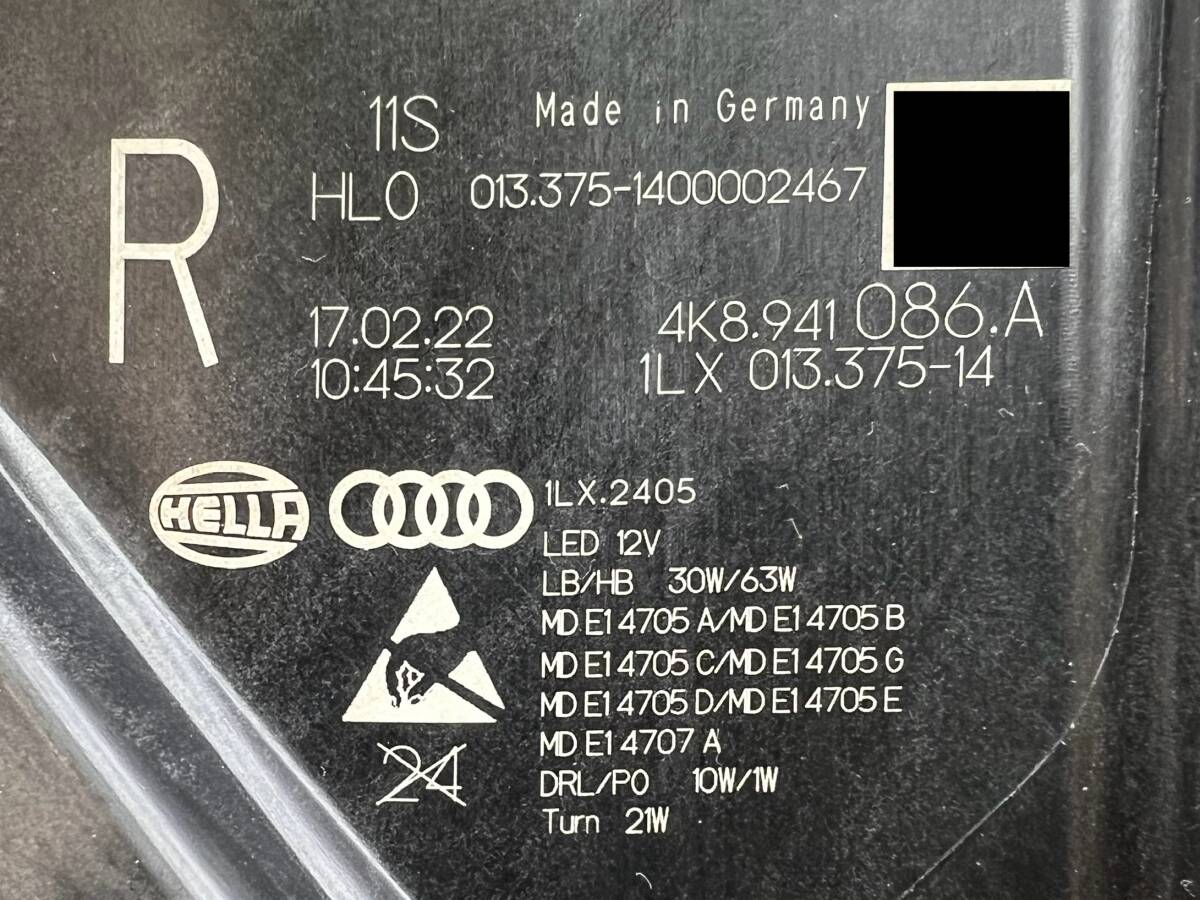 11S Made in Germany
R
HLO 013.375-1400002467
17.02.22 4K8.941 086.A
10:45:32 1LX 013.375-14
HELLA 1LX.2405
LED 12V
LB/HB 30W/63W
MD E1 4705 A/MD E1 4705 B
MD E1 4705 C/MD E1 4705 G
MD E1 4705 D/MD E1 4705 E
MD E1 4707 A
24
DRL/PO 10W/1W
Turn 21W